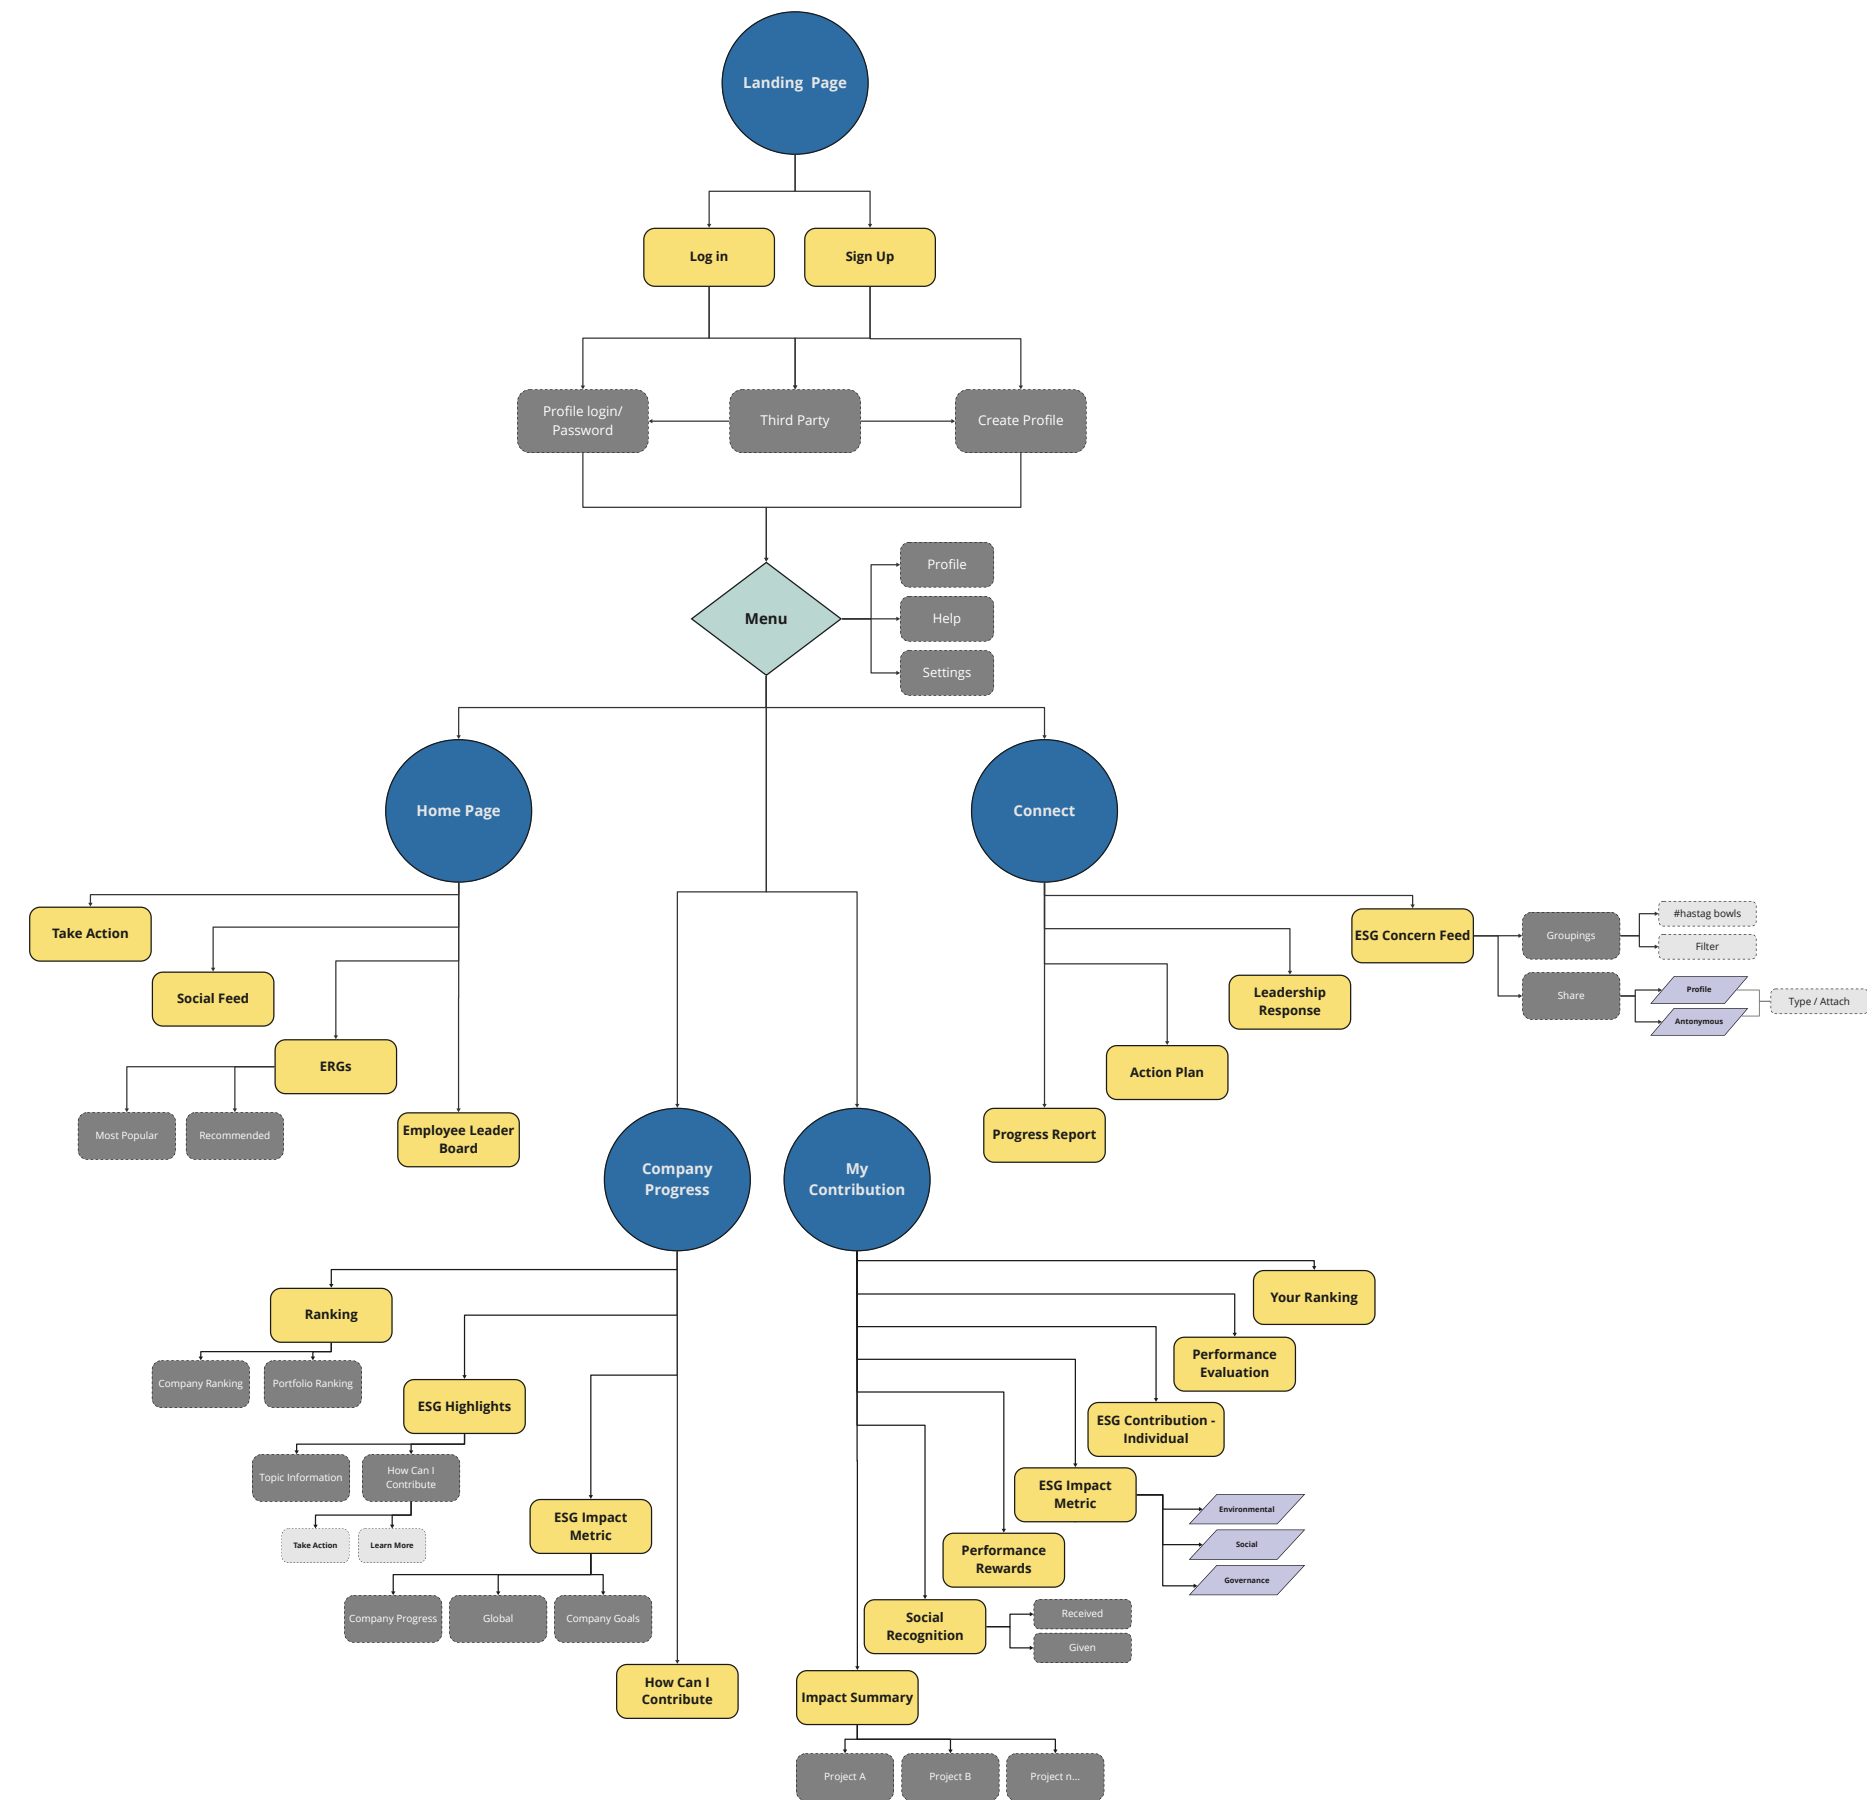 Landing Page
Log in
Sign Up
Profile login/
Password
Third Party
Create Profile
Menu
Profile
Help
Settings
Home Page
Connect
Take Action
Social Feed
ERGs
Most Popular
Recommended
Employee Leader
Board
ESG Concern Feed
Groupings
#hastag bowls
Filter
Share
Profile
Antonymous
Type / Attach
Leadership
Response
Action Plan
Progress Report
Company
Progress
My
Contribution
Ranking
Company Ranking
Portfolio Ranking
ESG Highlights
Topic Information
How Can I
Contribute
Take Action
Learn More
ESG Impact
Metric
Company Progress
Global
Company Goals
How Can I
Contribute
Your Ranking
Performance
Evaluation
ESG Contribution -
Individual
ESG Impact
Metric
Environmental
Social
Governance
Performance
Rewards
Social
Recognition
Received
Given
Impact Summary
Project A
Project B
Project n...